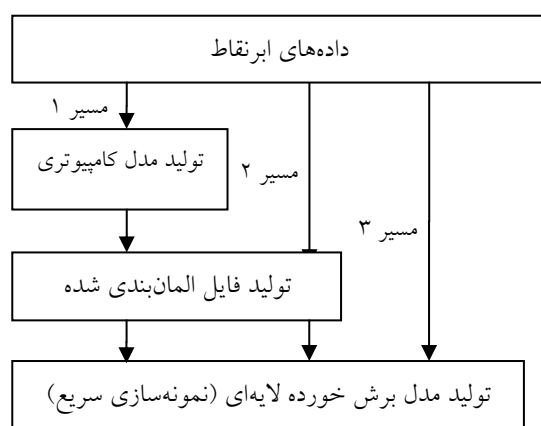 داده‌های ابرنقاط
مسیر ۱
تولید مدل کامپیوتری
مسیر ۲
مسیر ۳
تولید فایل المان‌بندی شده
تولید مدل برش خورده لایه‌ای (نمونه‌سازی سریع)